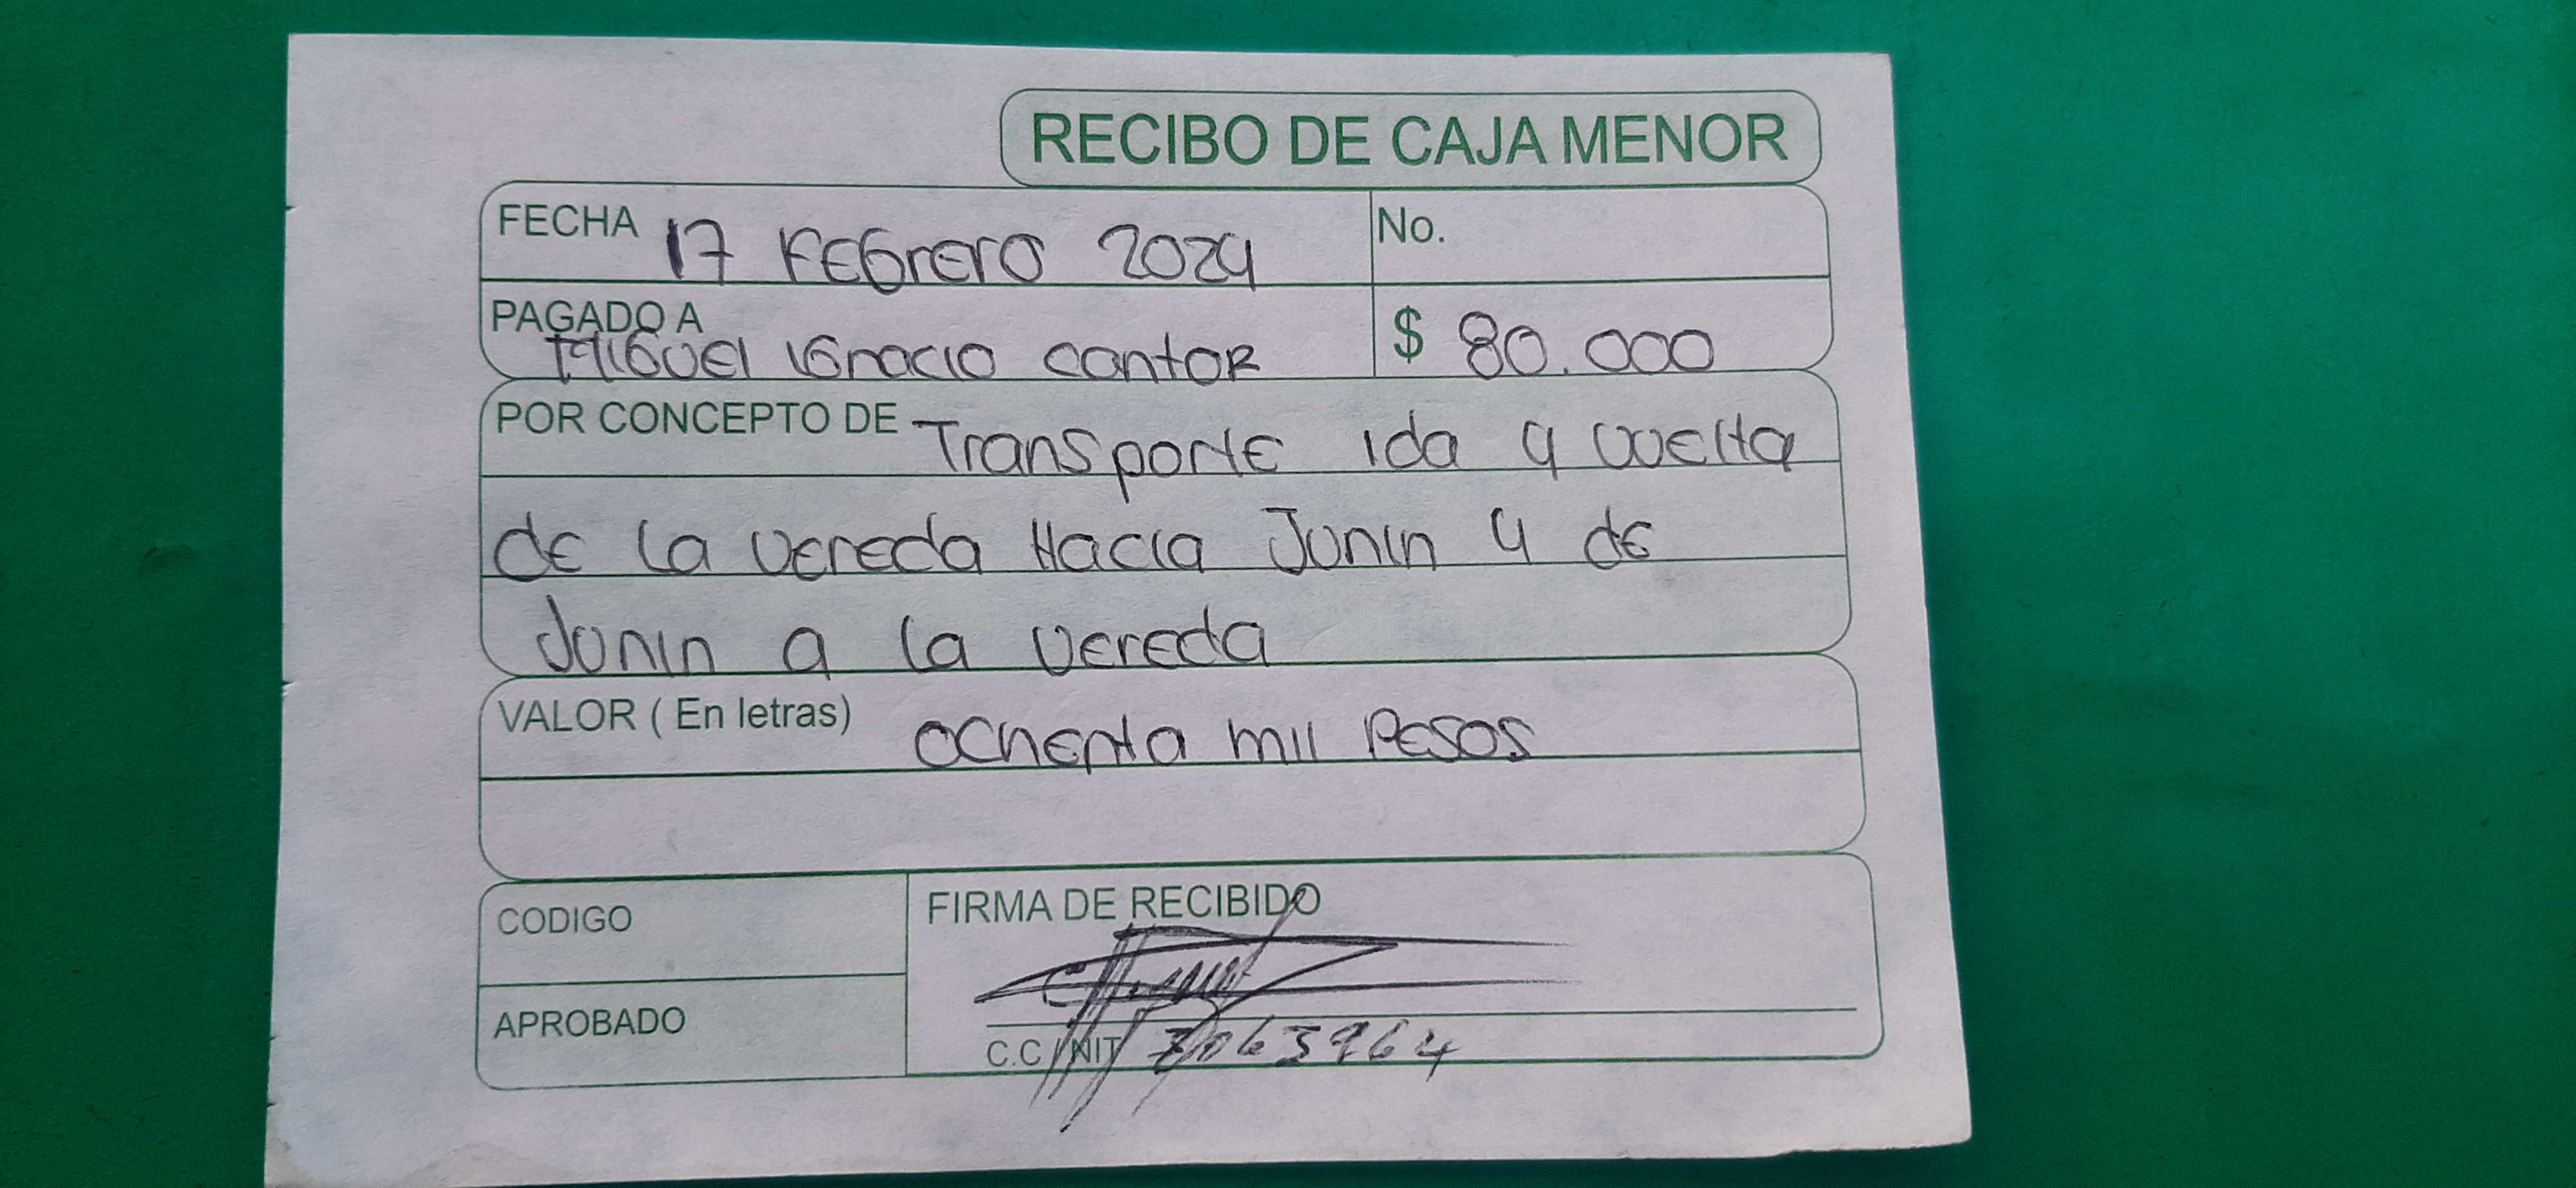 RECIBO DE CAJA MENOR
FECHA 17 FEBrero 2024 No.
PAGADO A Miguel Ignacio Cantor $ 80.000
POR CONCEPTO DE Transporte ida y vuelta
de la vereda Hacia Junin y de
Junin a la vereda
VALOR ( En letras) ochenta mil Pesos
CODIGO
FIRMA DE RECIBIDO
APROBADO
C.C / NIT